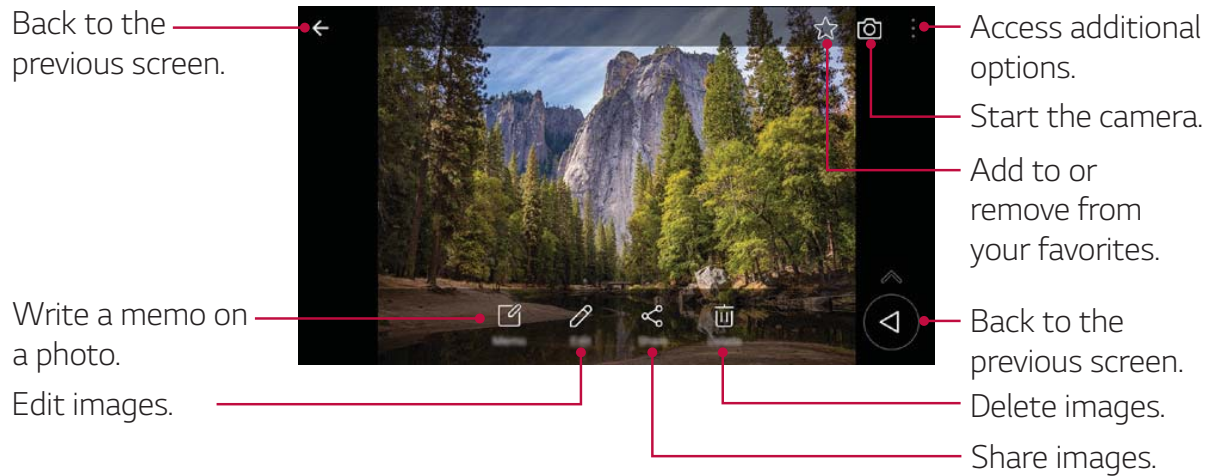 Back to the
previous screen.
Write a memo on
a photo.
Edit images.
Access additional
options.
Start the camera.
Add to or
remove from
your favorites.
Back to the
previous screen.
Delete images.
Share images.